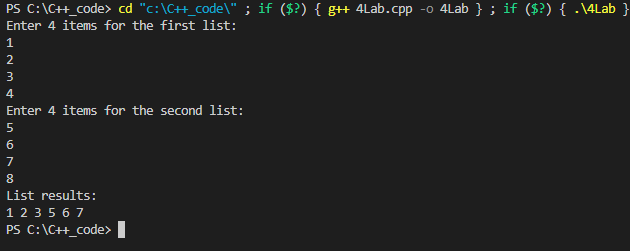 PS C:\C++_code> cd "c:\C++_code\" ; if ($?) { g++ 4Lab.cpp -o 4Lab } ; if ($?) { .\4Lab }
Enter 4 items for the first list:
1
2
3
4
Enter 4 items for the second list:
5
6
7
8
List results:
1 2 3 5 6 7
PS C:\C++_code>